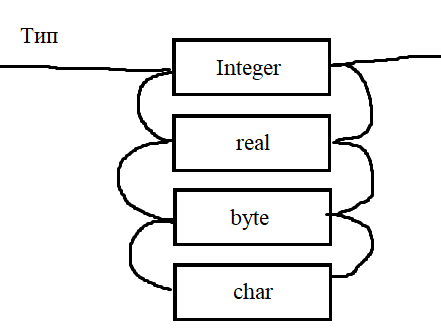 Тип
Integer
real
byte
char